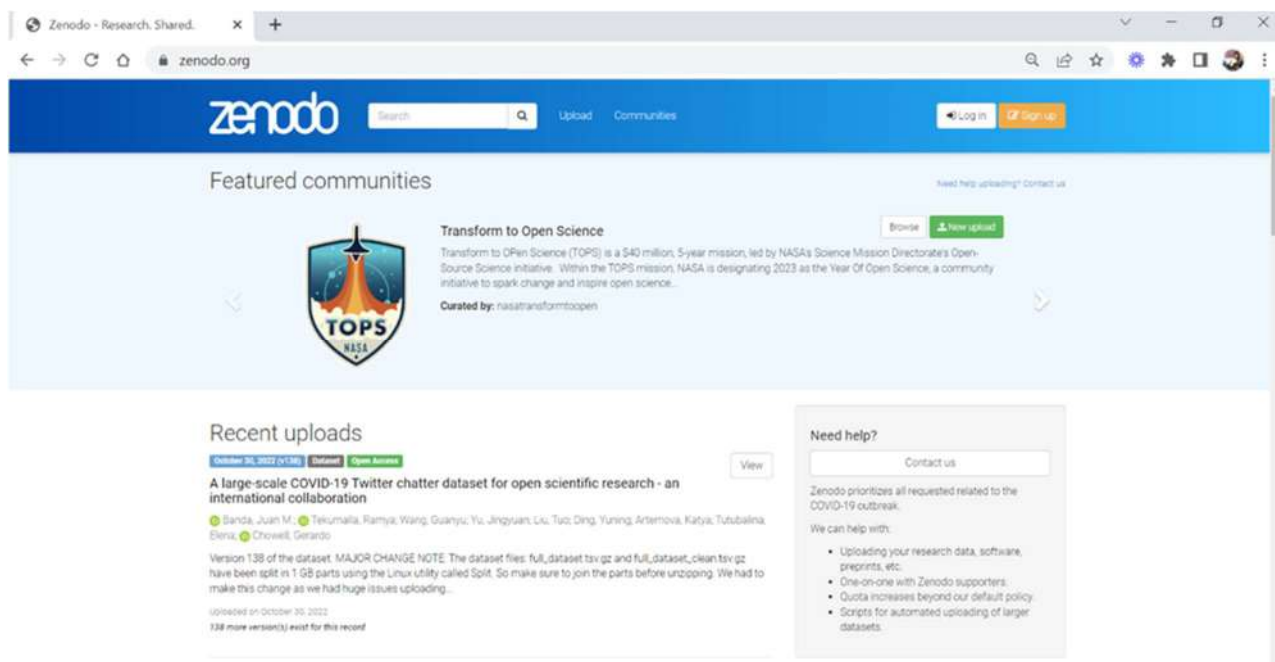 Zenodo - Research. Shared.
zenodo.org
zenodo
Search
Upload
Communities
Log in
Sign up
Featured communities
Need help uploading? Contact us
Transform to Open Science
Browse
New upload
Transform to OPen Science (TOPS) is a $40 million, 5-year mission, led by NASA's Science Mission Directorate's Open-
Source Science initiative. Within the TOPS mission, NASA is designating 2023 as the Year Of Open Science, a community
initiative to spark change and inspire open science...
Curated by: nasatransformtoopen
TOPS
NASA
Recent uploads
October 30, 2022 (v138) Dataset Open Access
View
A large-scale COVID-19 Twitter chatter dataset for open scientific research - an
international collaboration
Banda, Juan M.; Tekumalla, Ramya; Wang, Guanyu; Yu, Jingyuan; Liu, Tuo; Ding, Yuning; Artemova, Katya; Tutubalina,
Elena; Chowell, Gerardo
Version 138 of the dataset. MAJOR CHANGE NOTE: The dataset files: full_dataset.tsv.gz and full_dataset_clean.tsv.gz
have been split in 1 GB parts using the Linux utility called Split. So make sure to join the parts before unzipping. We had to
make this change as we had huge issues uploading...
Uploaded on October 30, 2022
138 more version(s) exist for this record
Need help?
Contact us
Zenodo prioritizes all requested related to the
COVID-19 outbreak.
We can help with:
Uploading your research data, software,
preprints, etc.
One-on-one with Zenodo supporters.
Quota increases beyond our default policy.
Scripts for automated uploading of larger
datasets.